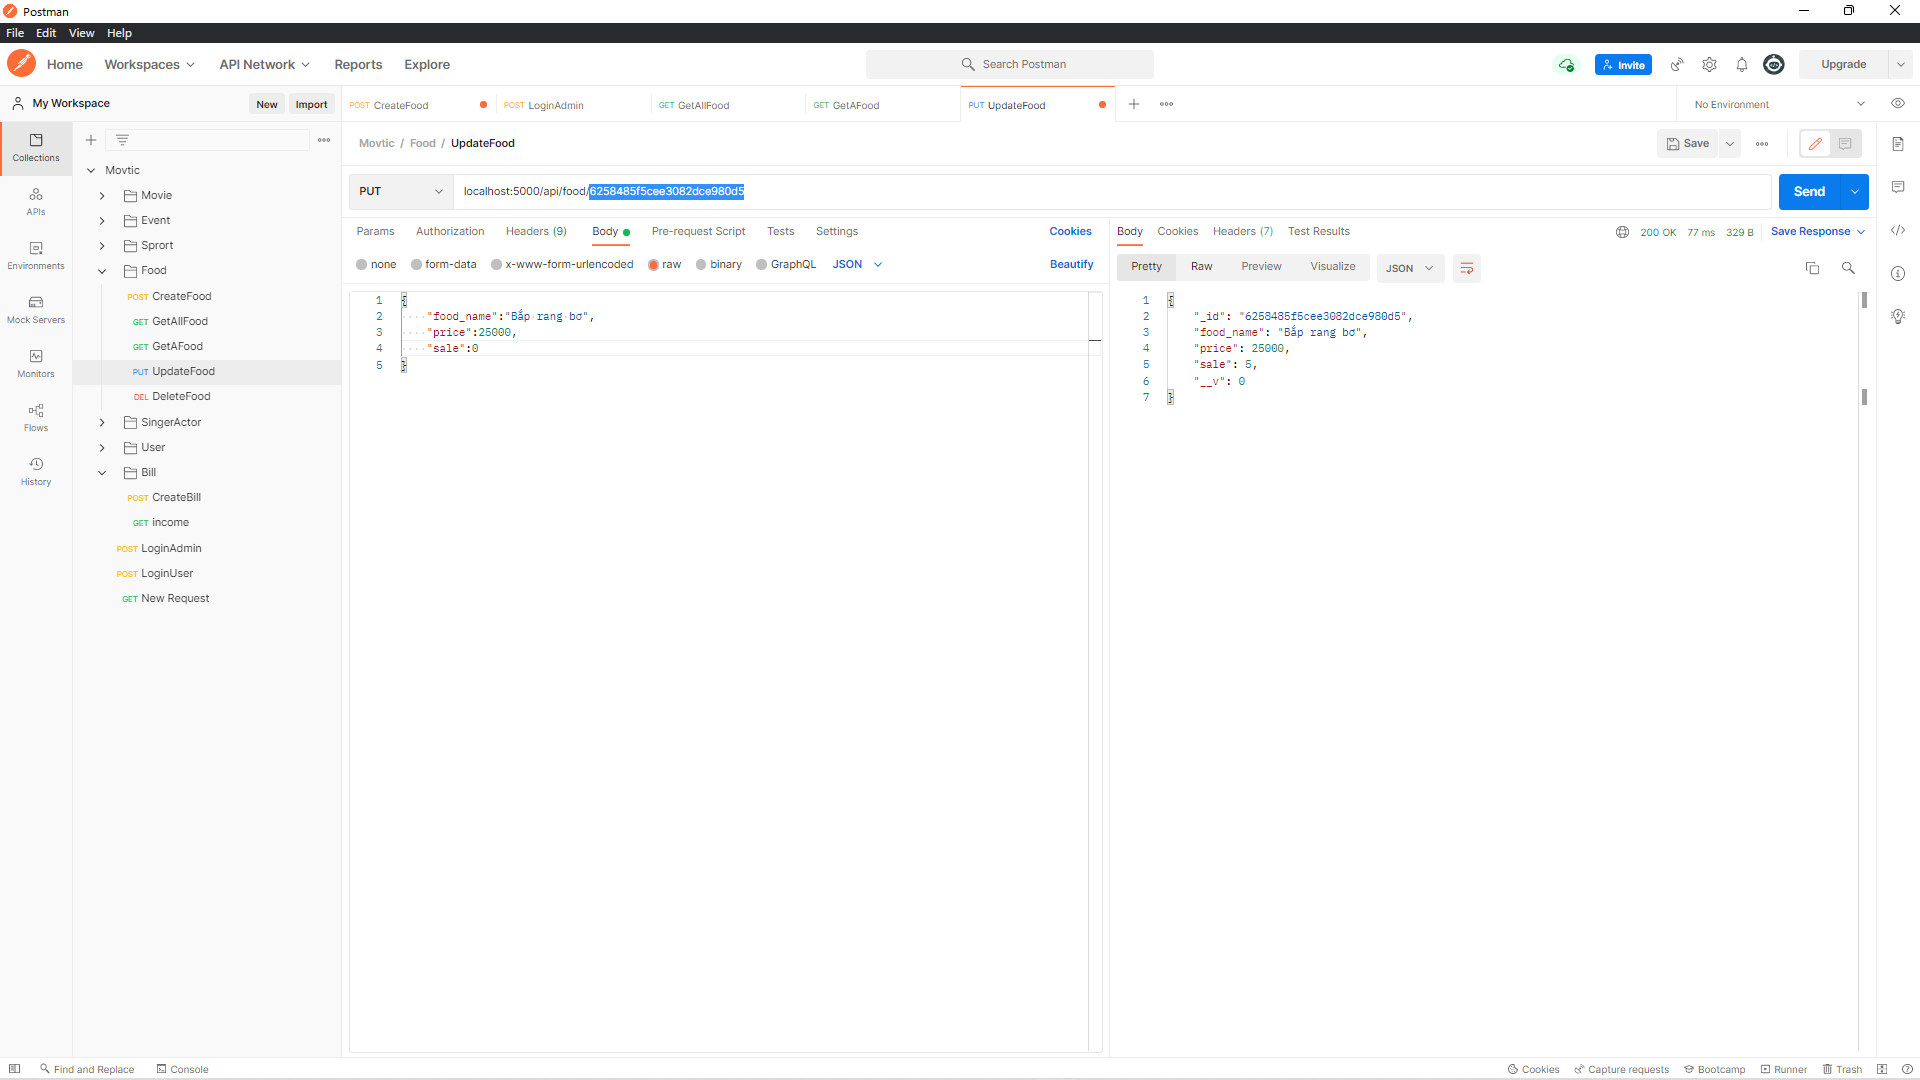 Postman
File Edit View Help
Home Workspaces API Network Reports Explore Search Postman Invite Upgrade
My Workspace New Import
POST CreateFood POST LoginAdmin GET GetAllFood GET GetAFood PUT UpdateFood No Environment
Movtic / Food / UpdateFood Save
PUT localhost:5000/api/food/6258485f5cee3082dce980d5 Send
Collections
APIs
Environments
Mock Servers
Monitors
Flows
History
Movtic
Movie
Event
Sprort
Food
POST CreateFood
GET GetAllFood
GET GetAFood
PUT UpdateFood
DEL DeleteFood
SingerActor
User
Bill
POST CreateBill
GET income
POST LoginAdmin
POST LoginUser
GET New Request
Params Authorization Headers (9) Body Pre-request Script Tests Settings Cookies
none form-data x-www-form-urlencoded raw binary GraphQL JSON Beautify
1 {
2 "food_name":"Bắp rang bơ",
3 "price":25000,
4 "sale":0
5 }
Body Cookies Headers (7) Test Results 200 OK 77 ms 329 B Save Response
Pretty Raw Preview Visualize JSON
1 {
2 "_id": "6258485f5cee3082dce980d5",
3 "food_name": "Bắp rang bơ",
4 "price": 25000,
5 "sale": 5,
6 "__v": 0
7 }
Find and Replace Console Cookies Capture requests Bootcamp Runner Trash